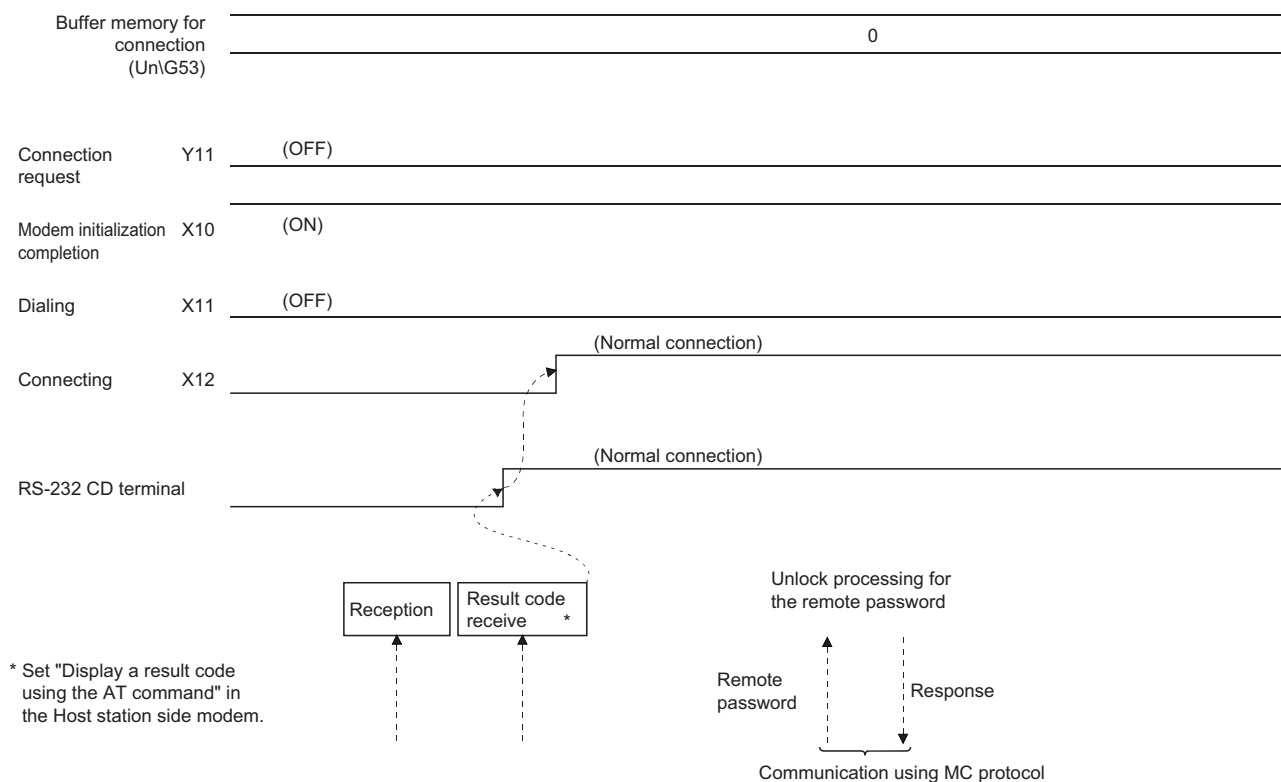 Buffer memory for
connection
(Un\G53)
0
Connection
request
Y11
(OFF)
Modem initialization
completion
X10
(ON)
Dialing
X11
(OFF)
Connecting
X12
(Normal connection)
RS-232 CD terminal
(Normal connection)
Reception
Result code
receive *
Unlock processing for
the remote password
* Set "Display a result code
using the AT command" in
the Host station side modem.
Remote
password
Response
Communication using MC protocol